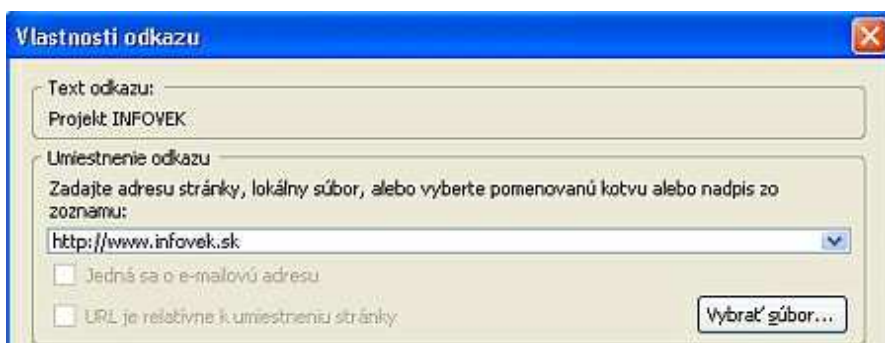 Vlastnosti odkazu
Text odkazu:
Projekt INFOVEK
Umiestnenie odkazu
Zadajte adresu stránky, lokálny súbor, alebo vyberte pomenovanú kotvu alebo nadpis zo
zoznamu:
http://www.infovek.sk
Jedná sa o e-mailovú adresu
URL je relatívne k umiestneniu stránky
Vybrať súbor...